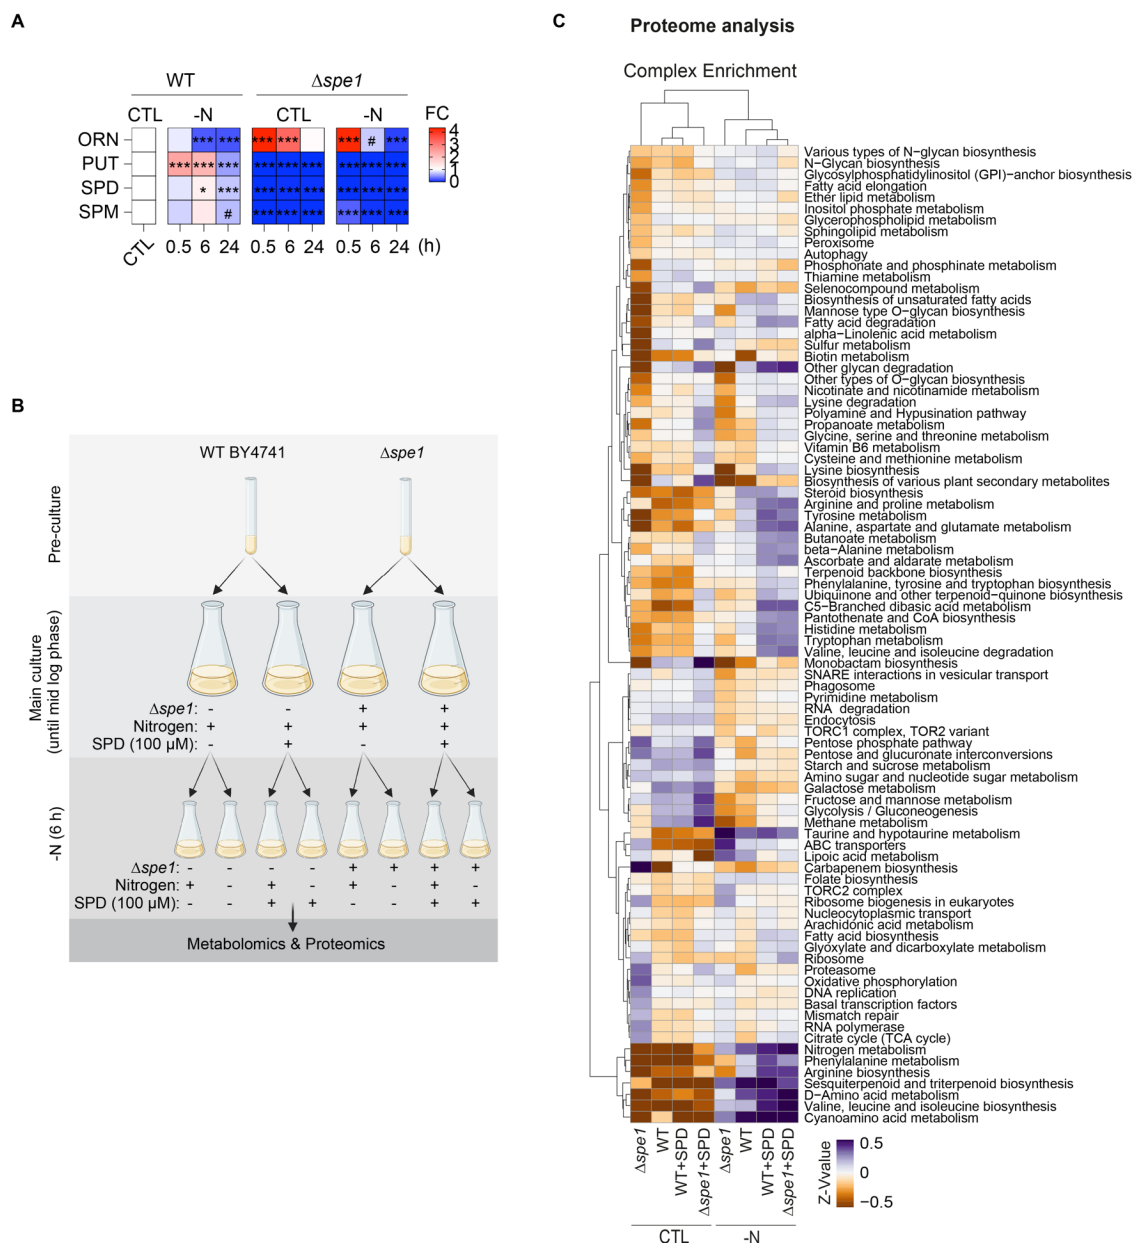 A
WT
Δspe1
CTL
-N
CTL
-N
FC
ORN
*** ***
*** ***
# ***
4
3
2
1
0
PUT
*** *** ***
*** *** ***
*** *** ***
SPD
* ***
*** *** ***
*** *** ***
SPM
#
*** *** ***
*** *** ***
CTL
0.5 6 24
0.5 6 24
0.5 6 24
(h)
B
Pre-culture
WT BY4741
Δspe1
Main culture
(until mid log phase)
Δspe1: - - + +
Nitrogen: + + + +
SPD (100 µM): - + - +
-N (6 h)
Δspe1: - - - - + + + +
Nitrogen: + - + - + - + -
SPD (100 µM): - - + + - - + +
Metabolomics & Proteomics
C
Proteome analysis
Complex Enrichment
Various types of N−glycan biosynthesis
N−Glycan biosynthesis
Glycosylphosphatidylinositol (GPI)−anchor biosynthesis
Fatty acid elongation
Ether lipid metabolism
Inositol phosphate metabolism
Glycerophospholipid metabolism
Sphingolipid metabolism
Peroxisome
Autophagy
Phosphonate and phosphinate metabolism
Thiamine metabolism
Selenocompound metabolism
Biosynthesis of unsaturated fatty acids
Mannose type O−glycan biosynthesis
Fatty acid degradation
alpha−Linolenic acid metabolism
Sulfur metabolism
Biotin metabolism
Other glycan degradation
Other types of O−glycan biosynthesis
Nicotinate and nicotinamide metabolism
Lysine degradation
Polyamine and Hypusination pathway
Propanoate metabolism
Glycine, serine and threonine metabolism
Vitamin B6 metabolism
Cysteine and methionine metabolism
Lysine biosynthesis
Biosynthesis of various plant secondary metabolites
Steroid biosynthesis
Arginine and proline metabolism
Tyrosine metabolism
Alanine, aspartate and glutamate metabolism
Butanoate metabolism
beta−Alanine metabolism
Ascorbate and aldarate metabolism
Terpenoid backbone biosynthesis
Phenylalanine, tyrosine and tryptophan biosynthesis
Ubiquinone and other terpenoid−quinone biosynthesis
C5−Branched dibasic acid metabolism
Pantothenate and CoA biosynthesis
Histidine metabolism
Tryptophan metabolism
Valine, leucine and isoleucine degradation
Monobactam biosynthesis
SNARE interactions in vesicular transport
Phagosome
Pyrimidine metabolism
RNA degradation
Endocytosis
TORC1 complex, TOR2 variant
Pentose phosphate pathway
Pentose and glucuronate interconversions
Starch and sucrose metabolism
Amino sugar and nucleotide sugar metabolism
Galactose metabolism
Fructose and mannose metabolism
Glycolysis / Gluconeogenesis
Methane metabolism
Taurine and hypotaurine metabolism
ABC transporters
Lipoic acid metabolism
Carbapenem biosynthesis
Folate biosynthesis
TORC2 complex
Ribosome biogenesis in eukaryotes
Nucleocytoplasmic transport
Arachidonic acid metabolism
Fatty acid biosynthesis
Glyoxylate and dicarboxylate metabolism
Ribosome
Proteasome
Oxidative phosphorylation
DNA replication
Basal transcription factors
Mismatch repair
RNA polymerase
Citrate cycle (TCA cycle)
Nitrogen metabolism
Phenylalanine metabolism
Arginine biosynthesis
Sesquiterpenoid and triterpenoid biosynthesis
D−Amino acid metabolism
Valine, leucine and isoleucine biosynthesis
Cyanoamino acid metabolism
Δspe1
WT
WT+SPD
Δspe1+SPD
Δspe1
WT
WT+SPD
Δspe1+SPD
CTL
-N
Z-Vvalue
0.5
0
−0.5